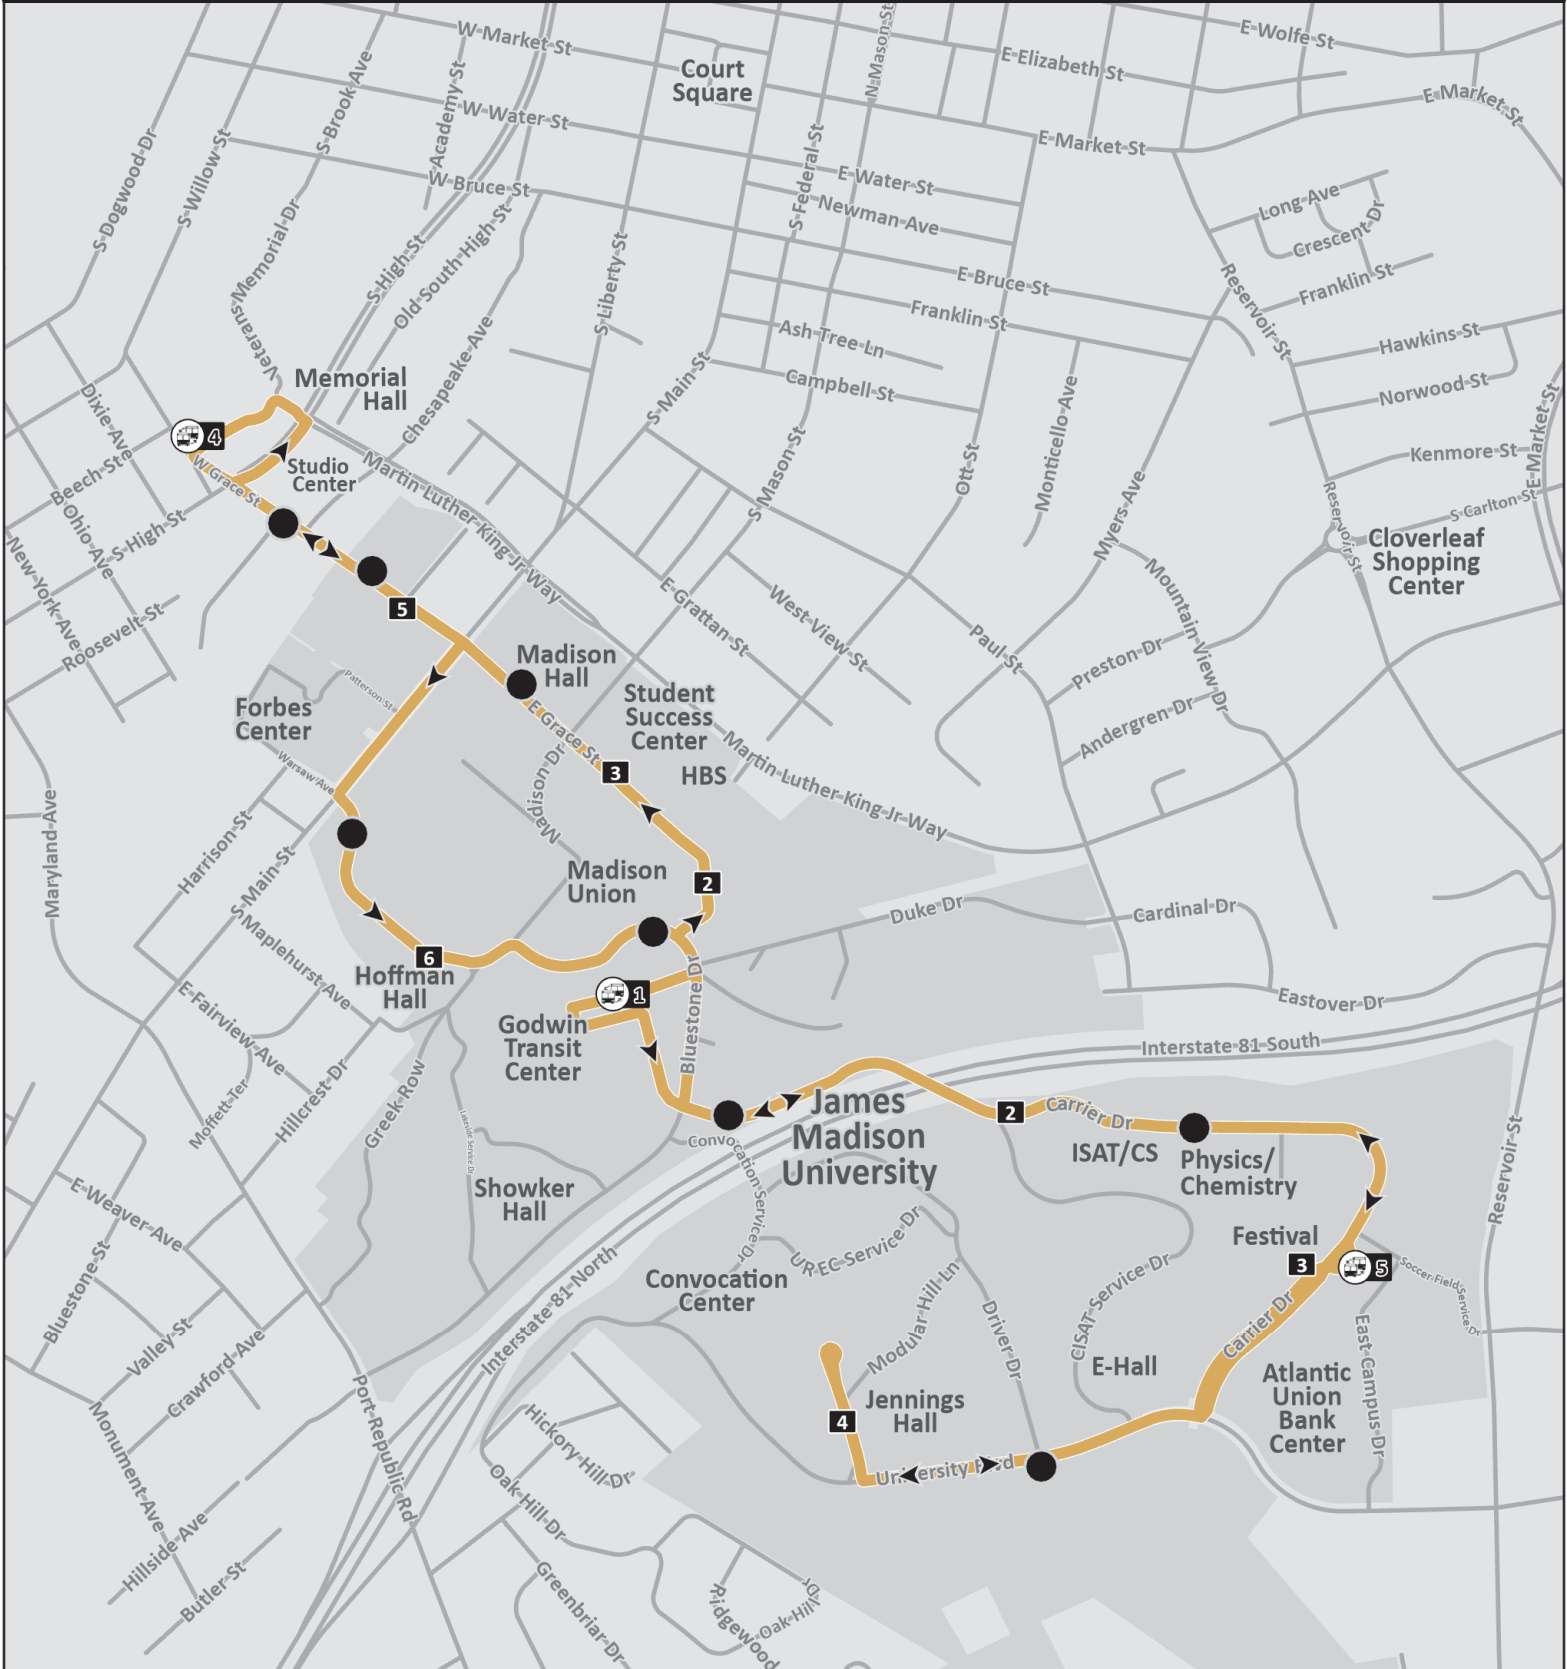 W Market St
E Wolfe St
N Mason St
Court
Square
E Elizabeth St
E Market St
Academy St
S Brook Ave
W Water St
E Market St
S Dogwood Dr
S Willow St
S Federal St
E Water St
W Bruce St
Newman Ave
Long Ave
Crescent Dr
Veterans Memorial Dr
S High St
Old South High St
S Liberty St
E Bruce St
Franklin St
Reservoir St
Franklin St
Ash Tree Ln
Hawkins St
Memorial
Hall
Chesapeake Ave
S Main St
Campbell St
Norwood St
Dixie Ave
Monticello Ave
E Market St
4
Beech St
W Grace St
Studio
Center
Martin Luther King Jr Way
S Mason St
Ott St
Kenmore St
S Carlton St
Reservoir St
Ohio Ave
S High St
Myers Ave
Cloverleaf
Shopping
Center
New York Ave
Roosevelt St
5
E Grattan St
West View St
Mountain View Dr
Paul St
Preston Dr
Madison
Hall
Patterson St
Forbes
Center
Student
Success
Center
E Grace St
Andergren Dr
HBS
Martin Luther King Jr Way
Warsaw Ave
3
Madison Dr
Maryland Ave
Harrison St
S Main St
Madison
Union
2
Duke Dr
Cardinal Dr
S Maplehurst Ave
6
Hoffman
Hall
E Fairview Ave
1
Bluestone Dr
Eastover Dr
Godwin
Transit
Center
Interstate 81 South
Moffett Ter
Hillcrest Dr
Greek Row
Lakeside Service Dr
James
Madison
University
2
Carrier Dr
ISAT/CS
Physics/
Chemistry
Reservoir St
Convocation Service Dr
Showker
Hall
E Weaver Ave
UREC Service Dr
Festival
3
5
Soccer Field Service Dr
Bluestone St
Convocation
Center
Interstate 81 North
Modular Hill Ln
Driver Dr
CISAT Service Dr
Carrier Dr
East Campus Dr
Valley St
Crawford Ave
E-Hall
Atlantic
Union
Bank
Center
Jennings
Hall
4
Port Republic Rd
Monument Ave
Hickory Hill Dr
University Blvd
Oak Hill Dr
Hillside Ave
Butler St
Greenbriar Dr
Ridgewood
Oak Hill Dr